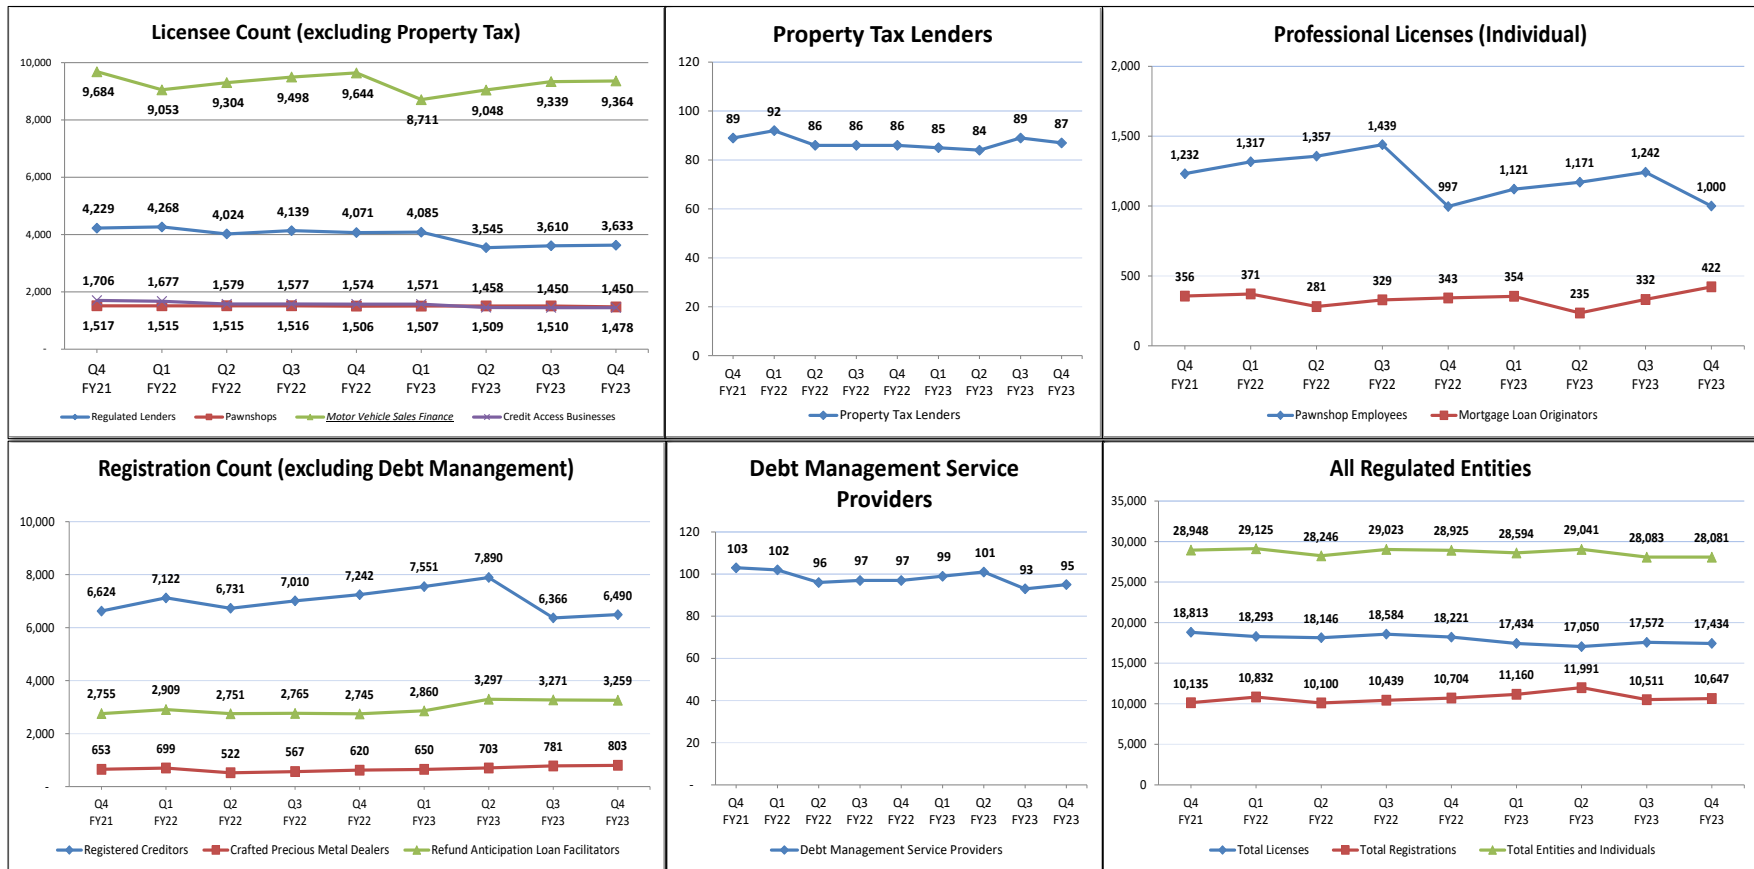 Licensee Count (excluding Property Tax)
10,000
8,000
6,000
4,000
2,000
-
9,684 9,053 9,304 9,498 9,644 8,711 9,048 9,339 9,364
4,229 4,268 4,024 4,139 4,071 4,085 3,545 3,610 3,633
1,706 1,677 1,579 1,577 1,574 1,571 1,458 1,450 1,450
1,517 1,515 1,515 1,516 1,506 1,507 1,509 1,510 1,478
Q4 Q1 Q2 Q3 Q4 Q1 Q2 Q3 Q4
FY21 FY22 FY22 FY22 FY22 FY23 FY23 FY23 FY23
Regulated Lenders Pawnshops Motor Vehicle Sales Finance Credit Access Businesses
Property Tax Lenders
120
100
80
60
40
20
0
89 92 86 86 86 85 84 89 87
Q4 Q1 Q2 Q3 Q4 Q1 Q2 Q3 Q4
FY21 FY22 FY22 FY22 FY22 FY23 FY23 FY23 FY23
Property Tax Lenders
Professional Licenses (Individual)
2,000
1,500
1,000
500
0
1,232 1,317 1,357 1,439 997 1,121 1,171 1,242 1,000
356 371 281 329 343 354 235 332 422
Q4 Q1 Q2 Q3 Q4 Q1 Q2 Q3 Q4
FY21 FY22 FY22 FY22 FY22 FY23 FY23 FY23 FY23
Pawnshop Employees Mortgage Loan Originators
Registration Count (excluding Debt Manangement)
10,000
8,000
6,000
4,000
2,000
-
6,624 7,122 6,731 7,010 7,242 7,551 7,890 6,366 6,490
2,755 2,909 2,751 2,765 2,745 2,860 3,297 3,271 3,259
653 699 522 567 620 650 703 781 803
Q4 Q1 Q2 Q3 Q4 Q1 Q2 Q3 Q4
FY21 FY22 FY22 FY22 FY22 FY23 FY23 FY23 FY23
Registered Creditors Crafted Precious Metal Dealers Refund Anticipation Loan Facilitators
Debt Management Service
Providers
120
100
80
60
40
20
-
103 102 96 97 97 99 101 93 95
Q4 Q1 Q2 Q3 Q4 Q1 Q2 Q3 Q4
FY21 FY22 FY22 FY22 FY22 FY23 FY23 FY23 FY23
Debt Management Service Providers
All Regulated Entities
35,000
30,000
25,000
20,000
15,000
10,000
5,000
0
28,948 29,125 28,246 29,023 28,925 28,594 29,041 28,083 28,081
18,813 18,293 18,146 18,584 18,221 17,434 17,050 17,572 17,434
10,135 10,832 10,100 10,439 10,704 11,160 11,991 10,511 10,647
Q4 Q1 Q2 Q3 Q4 Q1 Q2 Q3 Q4
FY21 FY22 FY22 FY22 FY22 FY23 FY23 FY23 FY23
Total Licenses Total Registrations Total Entities and Individuals